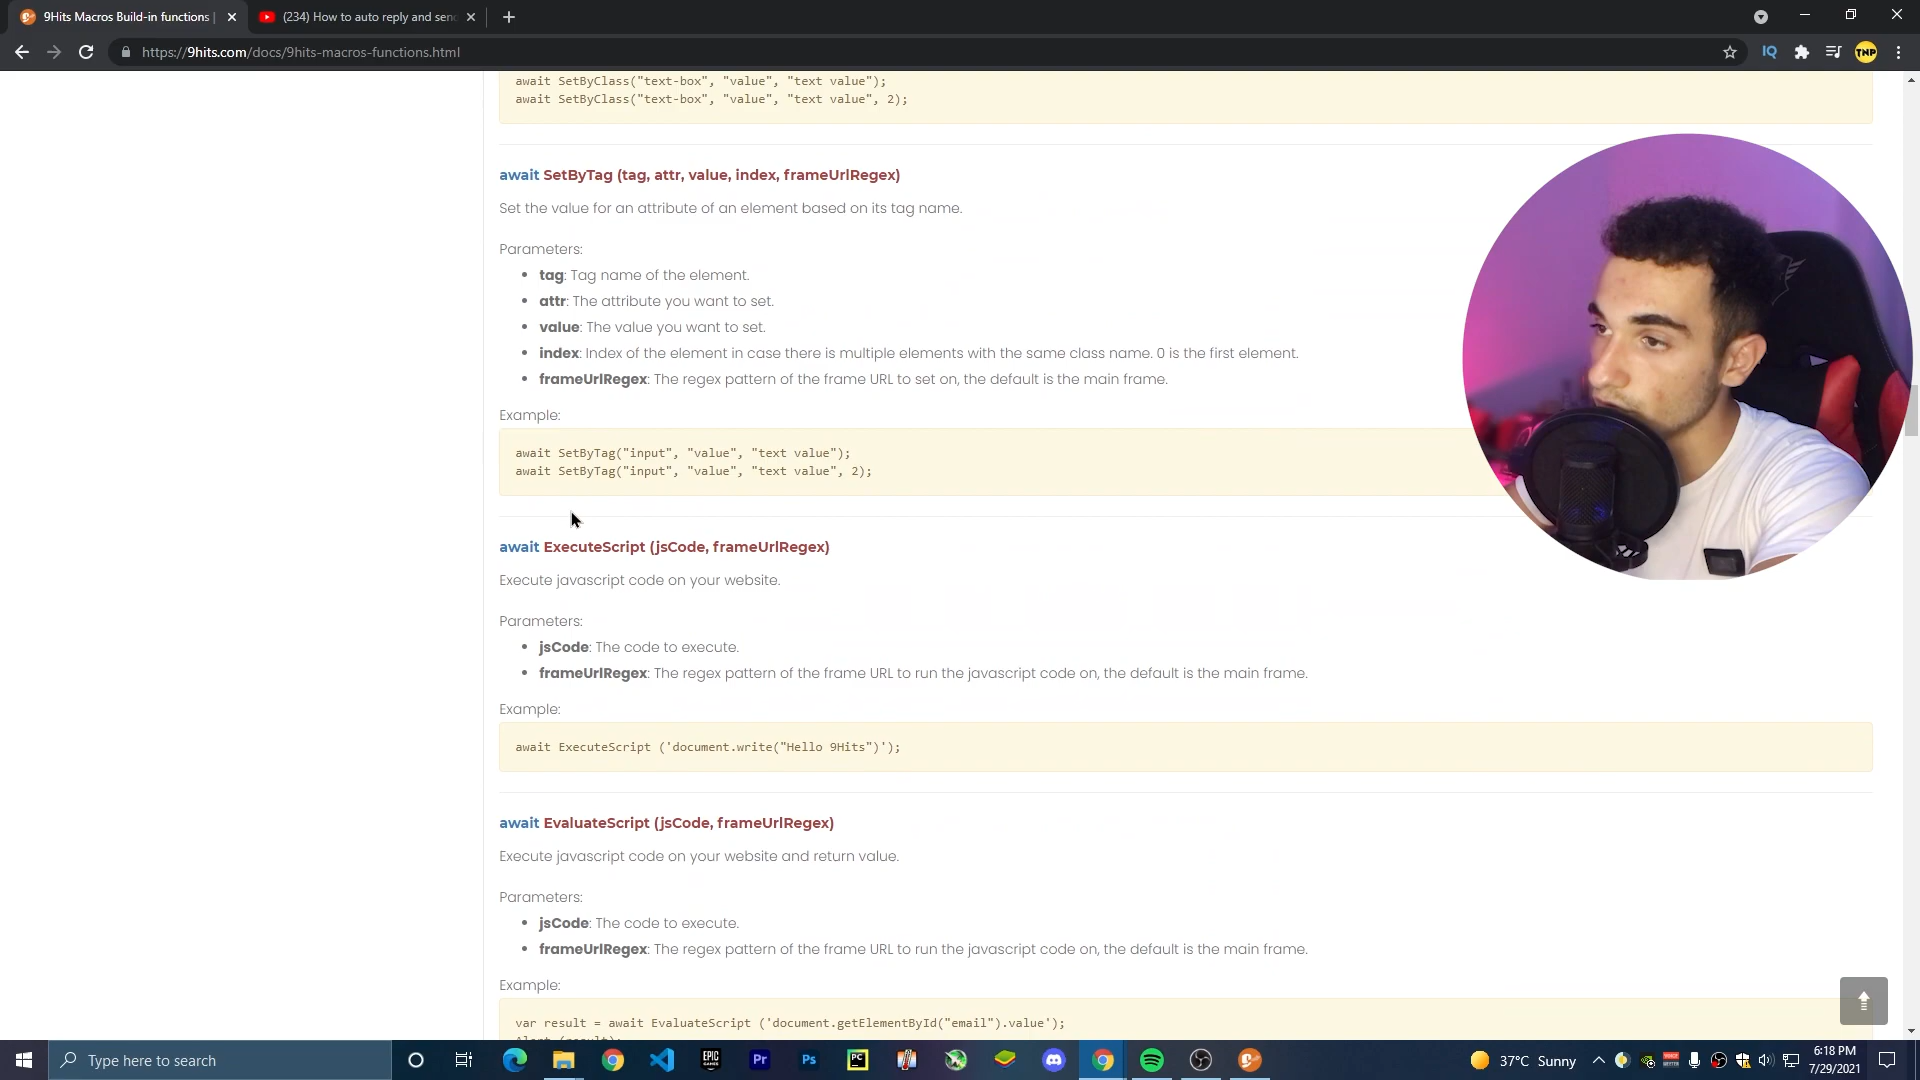 9Hits Macros Build-in functions |
(234) How to auto reply and send
https://9hits.com/docs/9hits-macros-functions.html
IQ
TNP
await SetByClass("text-box", "value", "text value");
await SetByClass("text-box", "value", "text value", 2);
await SetByTag (tag, attr, value, index, frameUrlRegex)
Set the value for an attribute of an element based on its tag name.
Parameters:
tag: Tag name of the element.
attr: The attribute you want to set.
value: The value you want to set.
index: Index of the element in case there is multiple elements with the same class name. 0 is the first element.
frameUrlRegex: The regex pattern of the frame URL to set on, the default is the main frame.
Example:
await SetByTag("input", "value", "text value");
await SetByTag("input", "value", "text value", 2);
await ExecuteScript (jsCode, frameUrlRegex)
Execute javascript code on your website.
Parameters:
jsCode: The code to execute.
frameUrlRegex: The regex pattern of the frame URL to run the javascript code on, the default is the main frame.
Example:
await ExecuteScript ('document.write("Hello 9Hits")');
await EvaluateScript (jsCode, frameUrlRegex)
Execute javascript code on your website and return value.
Parameters:
jsCode: The code to execute.
frameUrlRegex: The regex pattern of the frame URL to run the javascript code on, the default is the main frame.
Example:
var result = await EvaluateScript ('document.getElementById("email").value');
Alert (result);
Type here to search
EPIC GAMES
Pr
Ps
PC
37°C Sunny
6:18 PM
7/29/2021